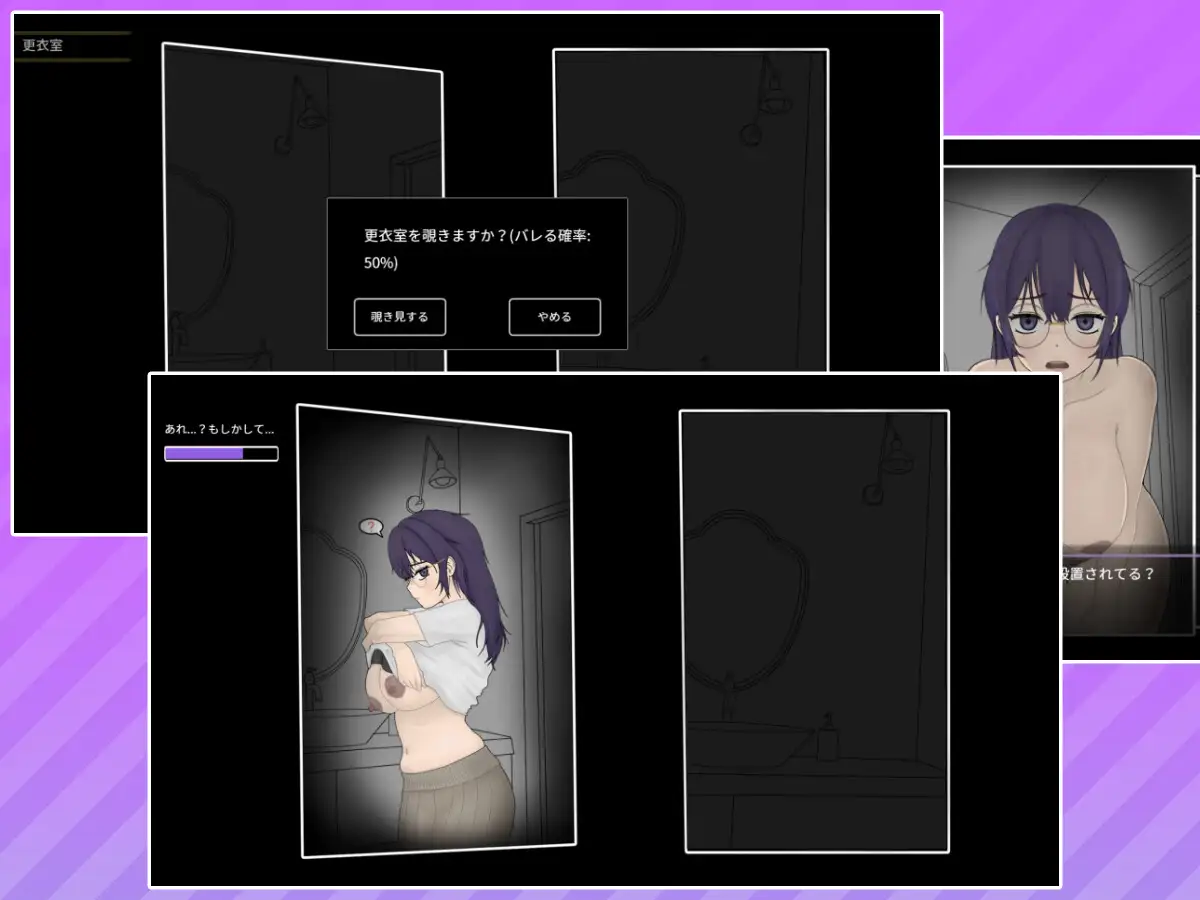 更衣室
更衣室を覗きますか？(バレる確率:
50%)
覗き見する
やめる
あれ...？もしかして...
?
設置されてる？